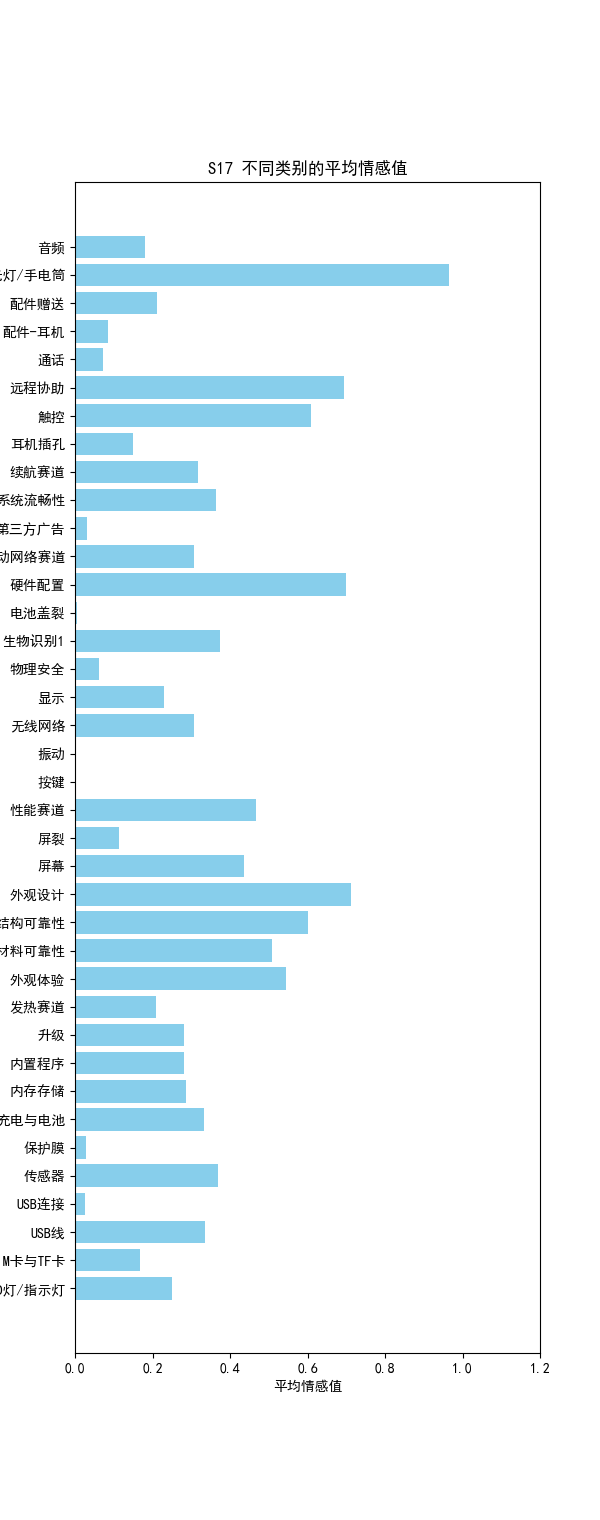 S17 不同类别的平均情感值
音频
灯/手电筒
配件赠送
配件-耳机
通话
远程协助
触控
耳机插孔
续航赛道
系统流畅性
第三方广告
动网络赛道
硬件配置
电池盖裂
生物识别1
物理安全
显示
无线网络
振动
按键
性能赛道
屏裂
屏幕
外观设计
结构可靠性
材料可靠性
外观体验
发热赛道
升级
内置程序
内存存储
充电与电池
保护膜
传感器
USB连接
USB线
M卡与TF卡
灯/指示灯
0.0 0.2 0.4 0.6 0.8 1.0 1.2
平均情感值